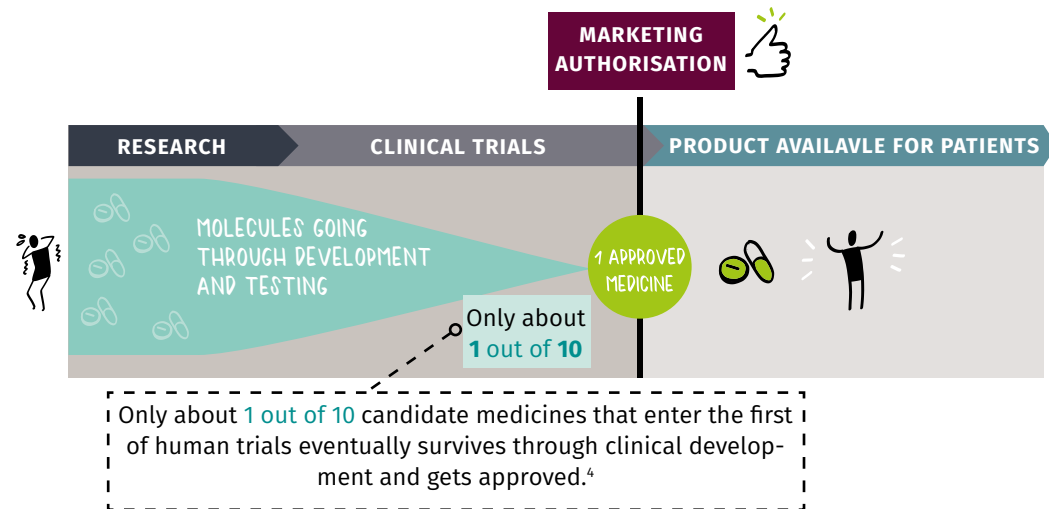 MARKETING
AUTHORISATION
RESEARCH
CLINICAL TRIALS
PRODUCT AVAILAVLE FOR PATIENTS
MOLECULES GOING
THROUGH DEVELOPMENT
AND TESTING
1 APPROVED
MEDICINE
Only about
1 out of 10
Only about 1 out of 10 candidate medicines that enter the first
of human trials eventually survives through clinical develop-
ment and gets approved.⁴